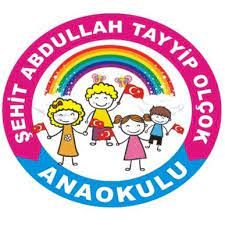 ŞEHİT ABDULLAH TAYYİP OLÇOK
ANAOKULU